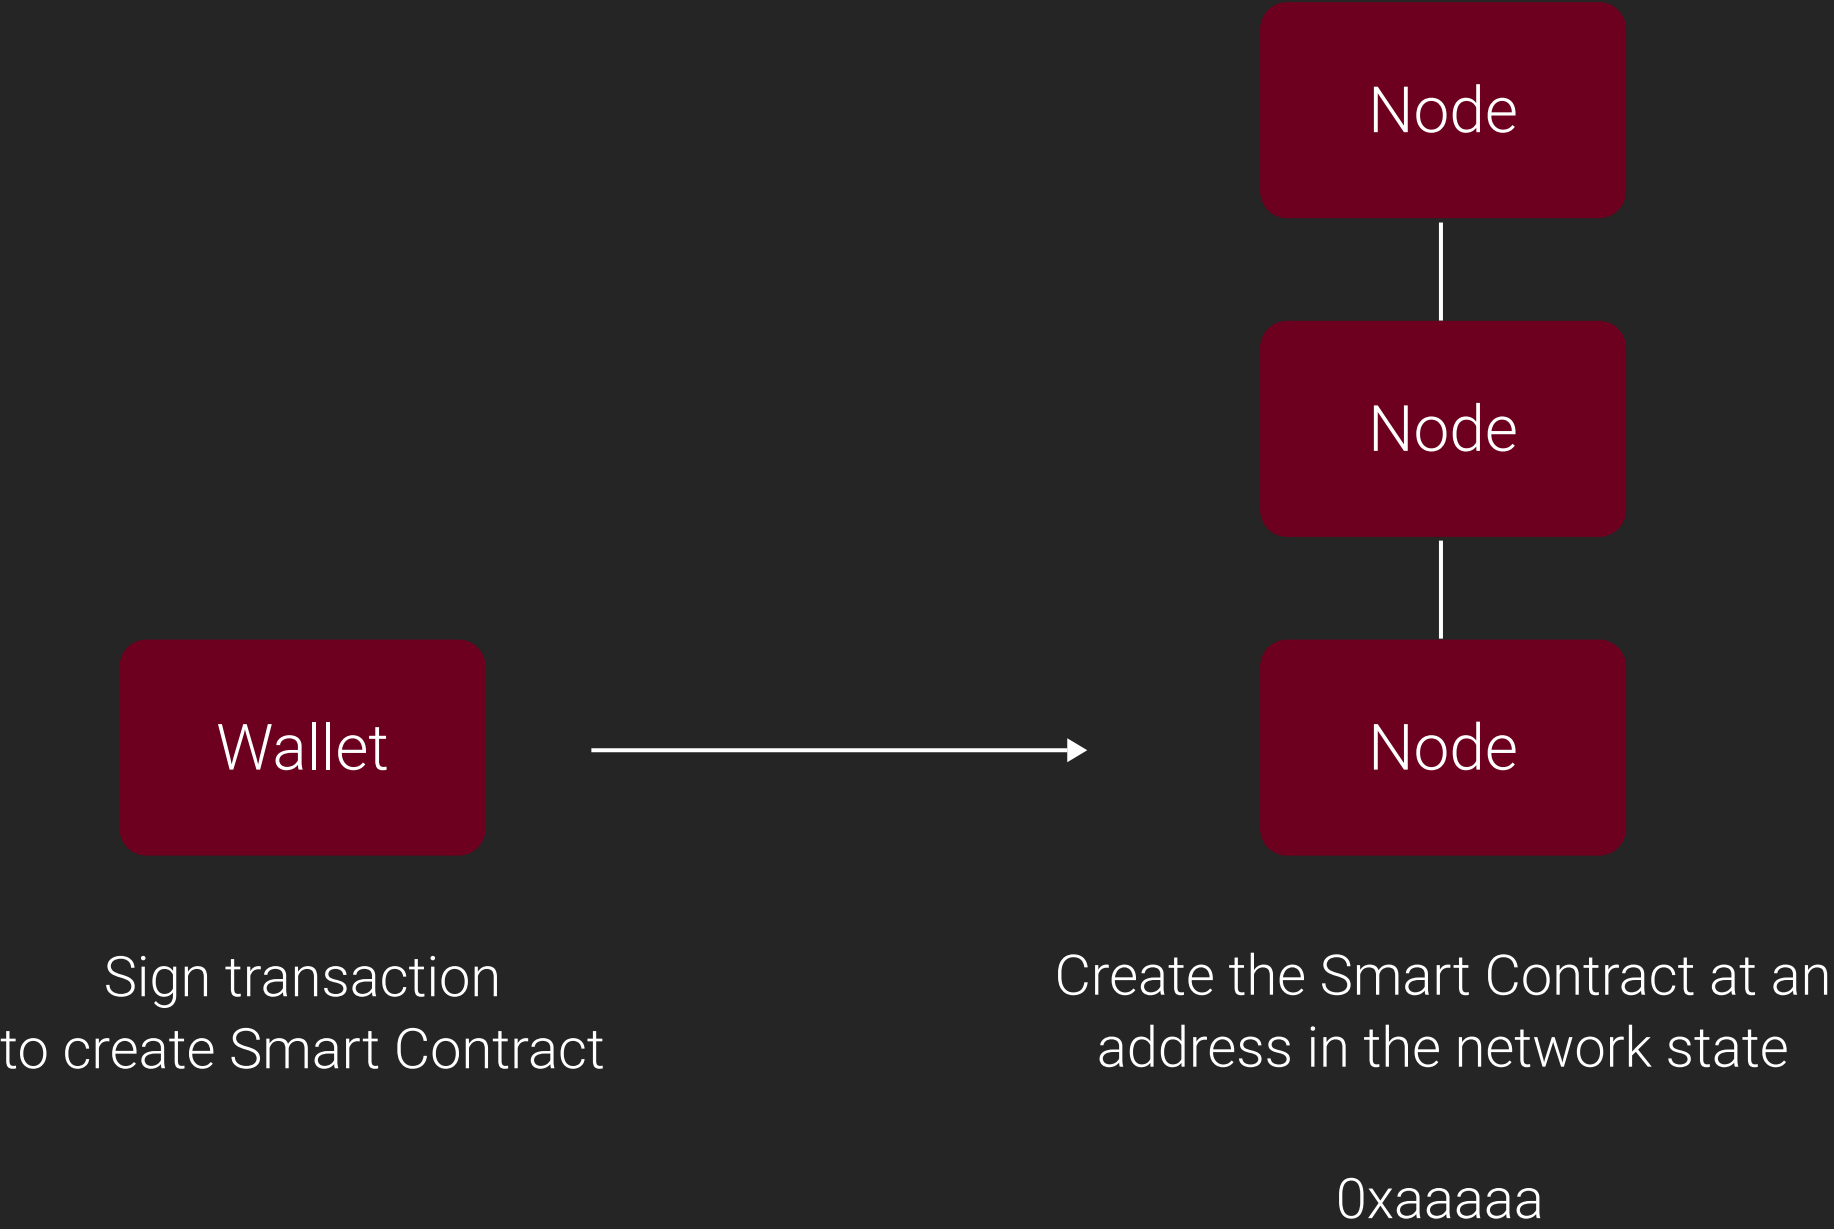 Node
Node
Wallet
Node
Sign transaction
to create Smart Contract
Create the Smart Contract at an
address in the network state
0xaaaaa